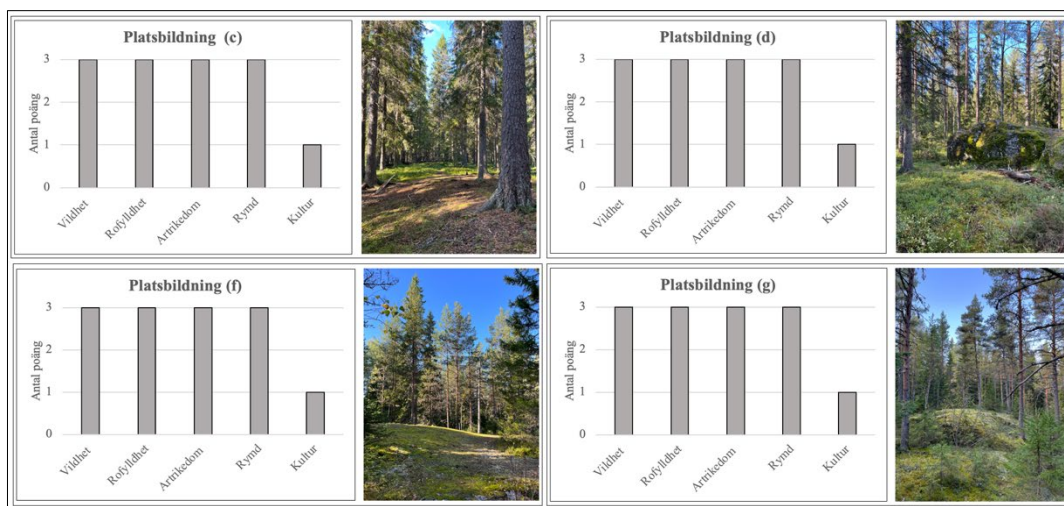 Platsbildning (c)
Antal poäng
3
2
1
0
Vildhet
Rofylldhet
Artrikedom
Rymd
Kultur
Platsbildning (d)
Antal poäng
3
2
1
0
Vildhet
Rofylldhet
Artrikedom
Rymd
Kultur
Platsbildning (f)
Antal poäng
3
2
1
0
Vildhet
Rofylldhet
Artrikedom
Rymd
Kultur
Platsbildning (g)
Antal poäng
3
2
1
0
Vildhet
Rofylldhet
Artrikedom
Rymd
Kultur